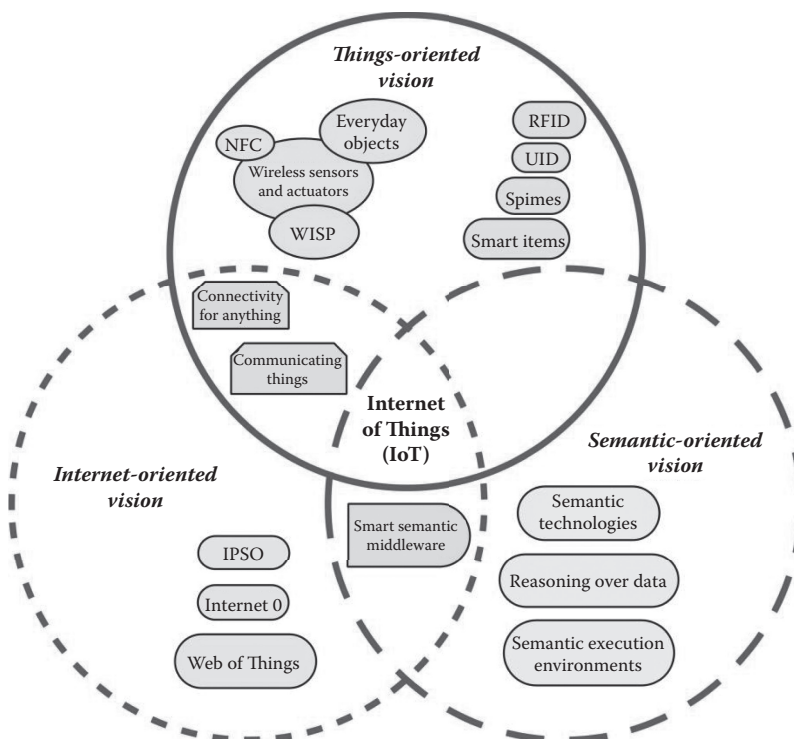 Things-oriented
vision
NFC
Everyday
objects
Wireless sensors
and actuators
WISP
RFID
UID
Spimes
Smart items
Connectivity
for anything
Communicating
things
Internet
of Things
(IoT)
Internet-oriented
vision
IPSO
Internet 0
Web of Things
Smart semantic
middleware
Semantic-oriented
vision
Semantic
technologies
Reasoning over data
Semantic execution
environments